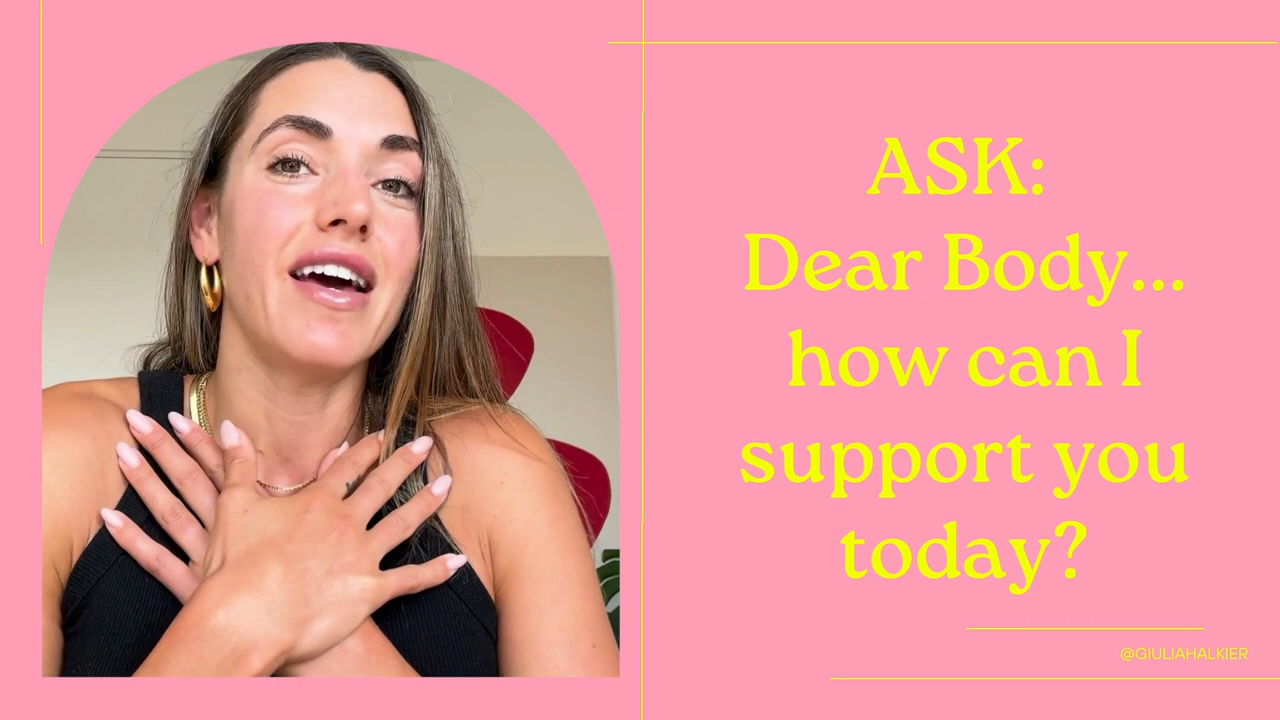 ASK:
Dear Body...
how can I
support you
today?
@GIULIAHALKIER